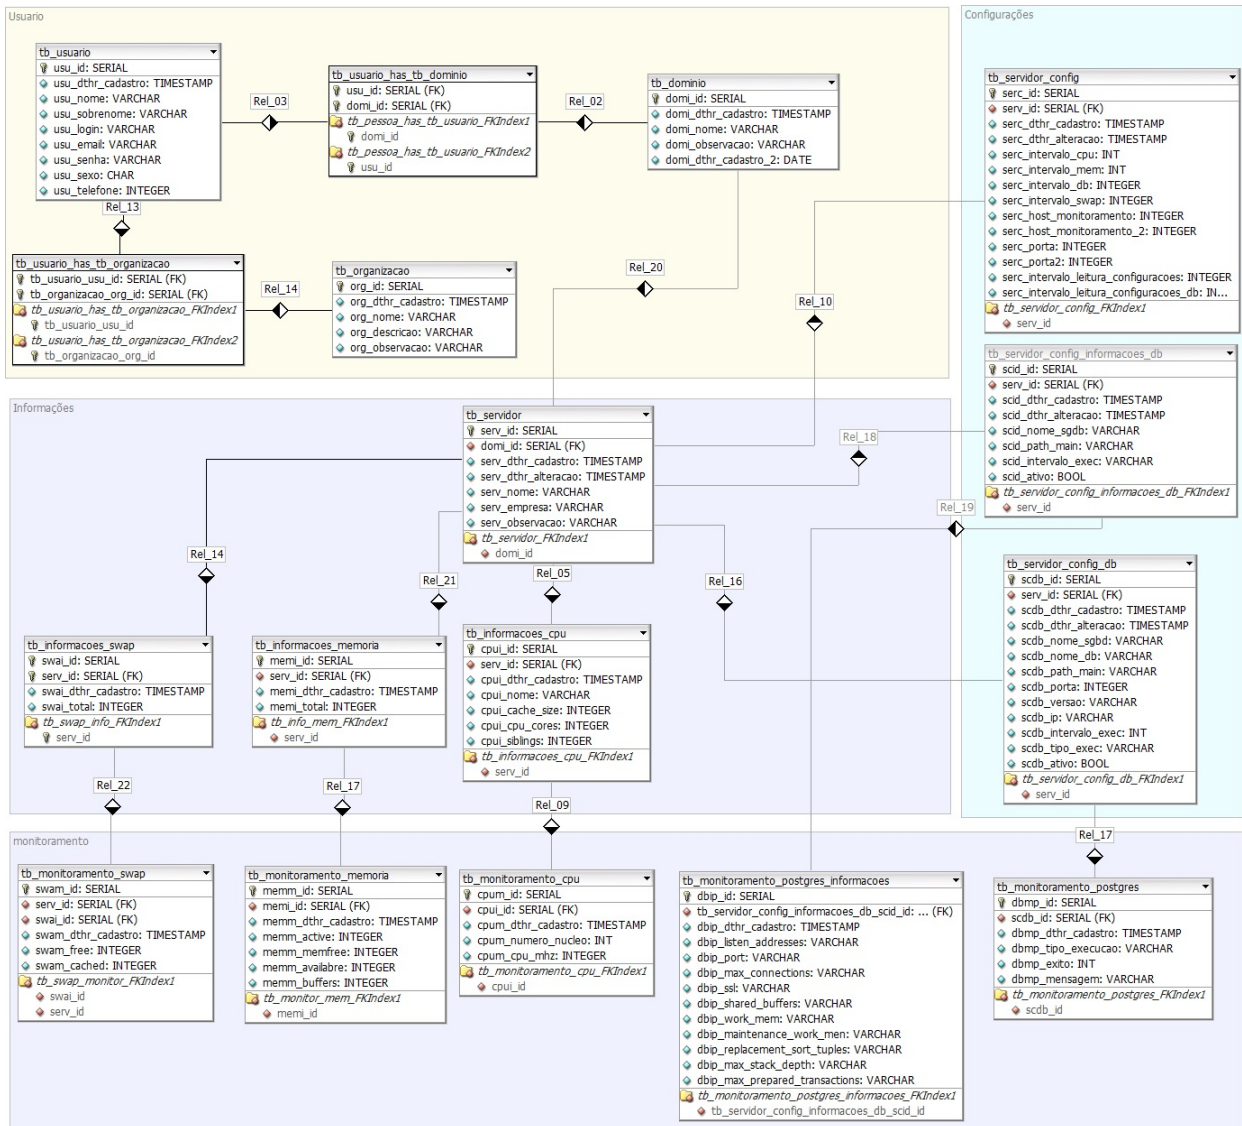 Usuario
tb_usuario
usu_id: SERIAL
usu_dthr_cadastro: TIMESTAMP
usu_nome: VARCHAR
usu_sobrenome: VARCHAR
usu_login: VARCHAR
usu_email: VARCHAR
usu_senha: VARCHAR
usu_sexo: CHAR
usu_telefone: INTEGER
Rel_03
tb_usuario_has_tb_dominio
usu_id: SERIAL (FK)
domi_id: SERIAL (FK)
tb_pessoa_has_tb_usuario_FKIndex1
domi_id
tb_pessoa_has_tb_usuario_FKIndex2
usu_id
Rel_02
tb_dominio
domi_id: SERIAL
domi_dthr_cadastro: TIMESTAMP
domi_nome: VARCHAR
domi_observacao: VARCHAR
domi_dthr_cadastro_2: DATE
Rel_13
tb_usuario_has_tb_organizacao
tb_usuario_usu_id: SERIAL (FK)
tb_organizacao_org_id: SERIAL (FK)
tb_usuario_has_tb_organizacao_FKIndex1
tb_usuario_usu_id
tb_usuario_has_tb_organizacao_FKIndex2
tb_organizacao_org_id
Rel_14
tb_organizacao
org_id: SERIAL
org_dthr_cadastro: TIMESTAMP
org_nome: VARCHAR
org_descricao: VARCHAR
org_observacao: VARCHAR
Rel_20
Rel_10
Configurações
tb_servidor_config
serc_id: SERIAL
serv_id: SERIAL (FK)
serc_dthr_cadastro: TIMESTAMP
serc_dthr_alteracao: TIMESTAMP
serc_intervalo_cpu: INT
serc_intervalo_mem: INT
serc_intervalo_db: INTEGER
serc_intervalo_swap: INTEGER
serc_host_monitoramento: INTEGER
serc_host_monitoramento_2: INTEGER
serc_porta: INTEGER
serc_porta2: INTEGER
serc_intervalo_leitura_configuracoes: INTEGER
serc_intervalo_leitura_configuracoes_db: IN...
tb_servidor_config_FKIndex1
serv_id
tb_servidor_config_informacoes_db
scid_id: SERIAL
serv_id: SERIAL (FK)
scid_dthr_cadastro: TIMESTAMP
scid_dthr_alteracao: TIMESTAMP
scid_nome_sgdb: VARCHAR
scid_path_main: VARCHAR
scid_intervalo_exec: VARCHAR
scid_ativo: BOOL
tb_servidor_config_informacoes_db_FKIndex1
serv_id
Rel_18
Rel_19
tb_servidor_config_db
scdb_id: SERIAL
serv_id: SERIAL (FK)
scdb_dthr_cadastro: TIMESTAMP
scdb_dthr_alteracao: TIMESTAMP
scdb_nome_sgbd: VARCHAR
scdb_nome_db: VARCHAR
scdb_path_main: VARCHAR
scdb_porta: INTEGER
scdb_versao: VARCHAR
scdb_ip: VARCHAR
scdb_intervalo_exec: INT
scdb_tipo_exec: VARCHAR
scdb_ativo: BOOL
tb_servidor_config_db_FKIndex1
serv_id
Informações
tb_servidor
serv_id: SERIAL
domi_id: SERIAL (FK)
serv_dthr_cadastro: TIMESTAMP
serv_dthr_alteracao: TIMESTAMP
serv_nome: VARCHAR
serv_empresa: VARCHAR
serv_observacao: VARCHAR
tb_servidor_FKIndex1
domi_id
Rel_14
Rel_21
Rel_05
Rel_16
tb_informacoes_swap
swai_id: SERIAL
serv_id: SERIAL (FK)
swai_dthr_cadastro: TIMESTAMP
swai_total: INTEGER
tb_swap_info_FKIndex1
serv_id
tb_informacoes_memoria
memi_id: SERIAL
serv_id: SERIAL (FK)
memi_dthr_cadastro: TIMESTAMP
memi_total: INTEGER
tb_info_mem_FKIndex1
serv_id
tb_informacoes_cpu
cpui_id: SERIAL
serv_id: SERIAL (FK)
cpui_dthr_cadastro: TIMESTAMP
cpui_nome: VARCHAR
cpui_cache_size: INTEGER
cpui_cpu_cores: INTEGER
cpui_siblings: INTEGER
tb_informacoes_cpu_FKIndex1
serv_id
Rel_22
Rel_17
Rel_09
Rel_17
monitoramento
tb_monitoramento_swap
swam_id: SERIAL
serv_id: SERIAL (FK)
swai_id: SERIAL (FK)
swam_dthr_cadastro: TIMESTAMP
swam_free: INTEGER
swam_cached: INTEGER
tb_swap_monitor_FKIndex1
swai_id
serv_id
tb_monitoramento_memoria
memm_id: SERIAL
memi_id: SERIAL (FK)
memm_dthr_cadastro: TIMESTAMP
memm_active: INTEGER
memm_memfree: INTEGER
memm_availabre: INTEGER
memm_buffers: INTEGER
tb_monitor_mem_FKIndex1
memi_id
tb_monitoramento_cpu
cpum_id: SERIAL
cpui_id: SERIAL (FK)
cpum_dthr_cadastro: TIMESTAMP
cpum_numero_nucleo: INT
cpum_cpu_mhz: INTEGER
tb_monitoramento_cpu_FKIndex1
cpui_id
tb_monitoramento_postgres_informacoes
dbip_id: SERIAL
tb_servidor_config_informacoes_db_scid_id: ... (FK)
dbip_dthr_cadastro: TIMESTAMP
dbip_listen_addresses: VARCHAR
dbip_port: VARCHAR
dbip_max_connections: VARCHAR
dbip_ssl: VARCHAR
dbip_shared_buffers: VARCHAR
dbip_work_mem: VARCHAR
dbip_maintenance_work_men: VARCHAR
dbip_replacement_sort_tuples: VARCHAR
dbip_max_stack_depth: VARCHAR
dbip_max_prepared_transactions: VARCHAR
tb_monitoramento_postgres_informacoes_FKIndex1
tb_servidor_config_informacoes_db_scid_id
tb_monitoramento_postgres
dbmp_id: SERIAL
scdb_id: SERIAL (FK)
dbmp_dthr_cadastro: TIMESTAMP
dbmp_tipo_execucao: VARCHAR
dbmp_exito: INT
dbmp_mensagem: VARCHAR
tb_monitoramento_postgres_FKIndex1
scdb_id